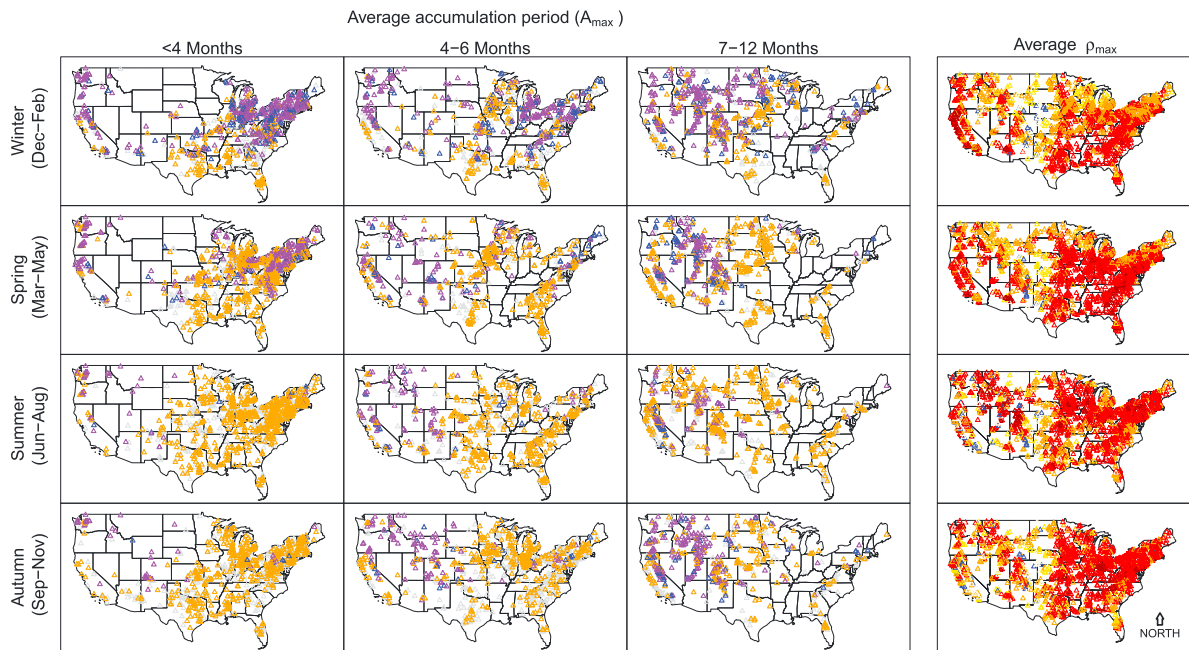 Average accumulation period (Amax )
<4 Months
4−6 Months
7−12 Months
Average ρmax
Winter
(Dec−Feb)
Spring
(Mar−May)
Summer
(Jun−Aug)
Autumn
(Sep−Nov)
NORTH